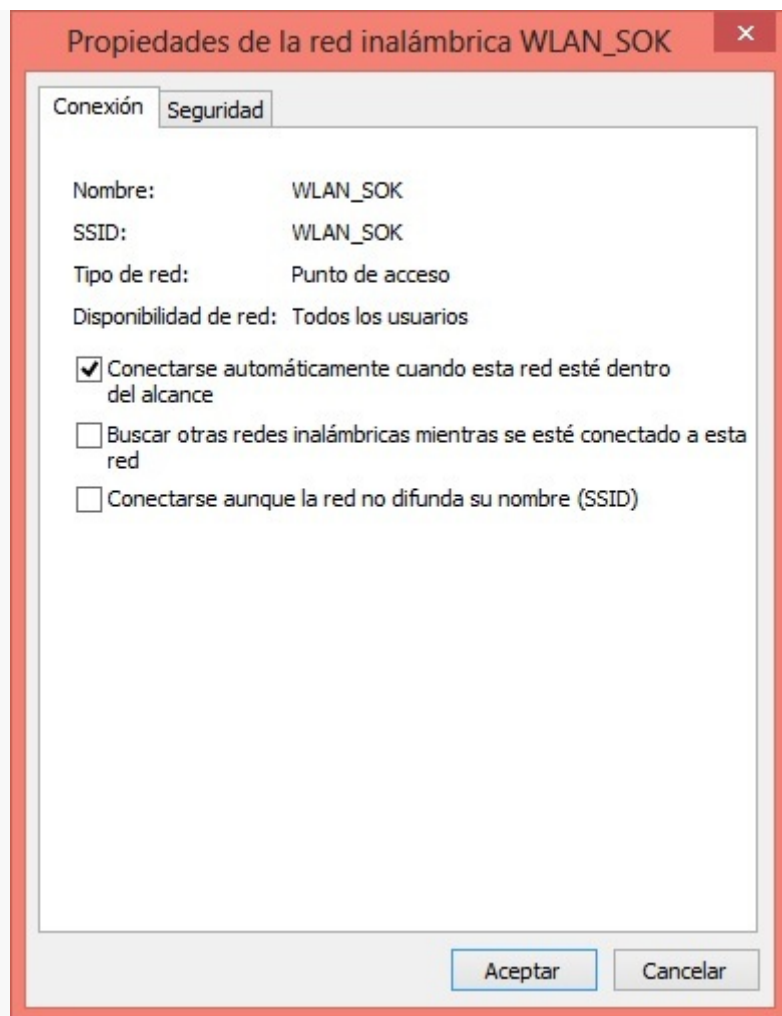 Propiedades de la red inalámbrica WLAN_SOK
Conexión Seguridad
Nombre: WLAN_SOK
SSID: WLAN_SOK
Tipo de red: Punto de acceso
Disponibilidad de red: Todos los usuarios
Conectarse automáticamente cuando esta red esté dentro
del alcance
Buscar otras redes inalámbricas mientras se esté conectado a esta
red
Conectarse aunque la red no difunda su nombre (SSID)
Aceptar Cancelar